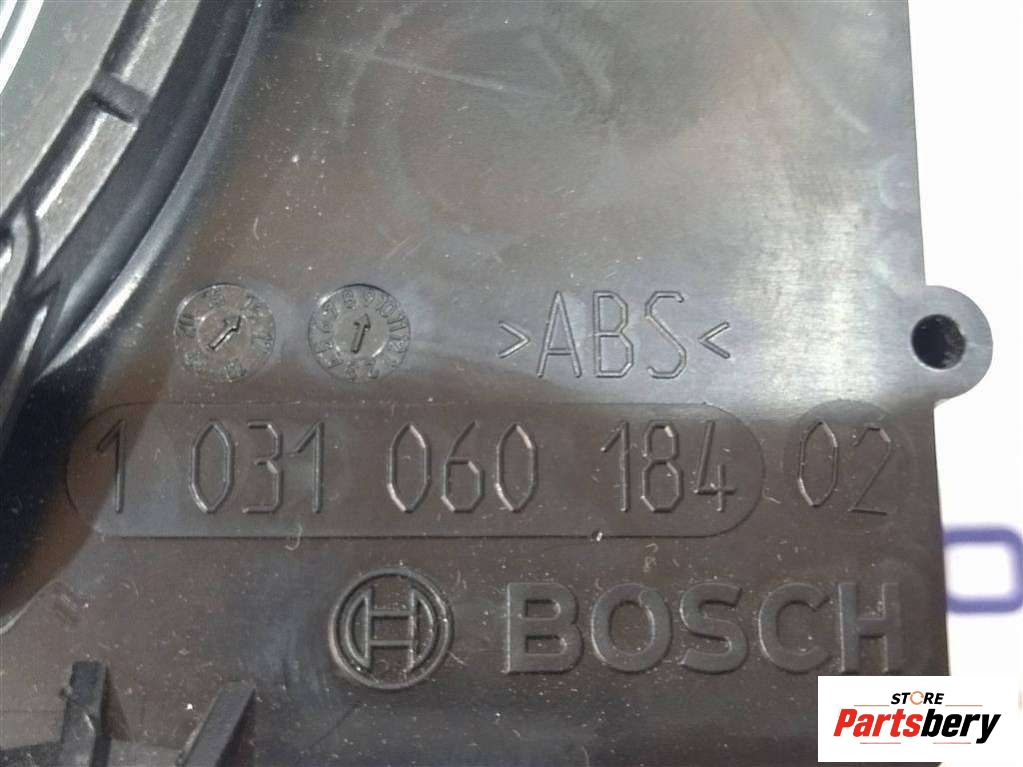 >ABS<
1 031 060 184 02
BOSCH
STORE
Partsbery